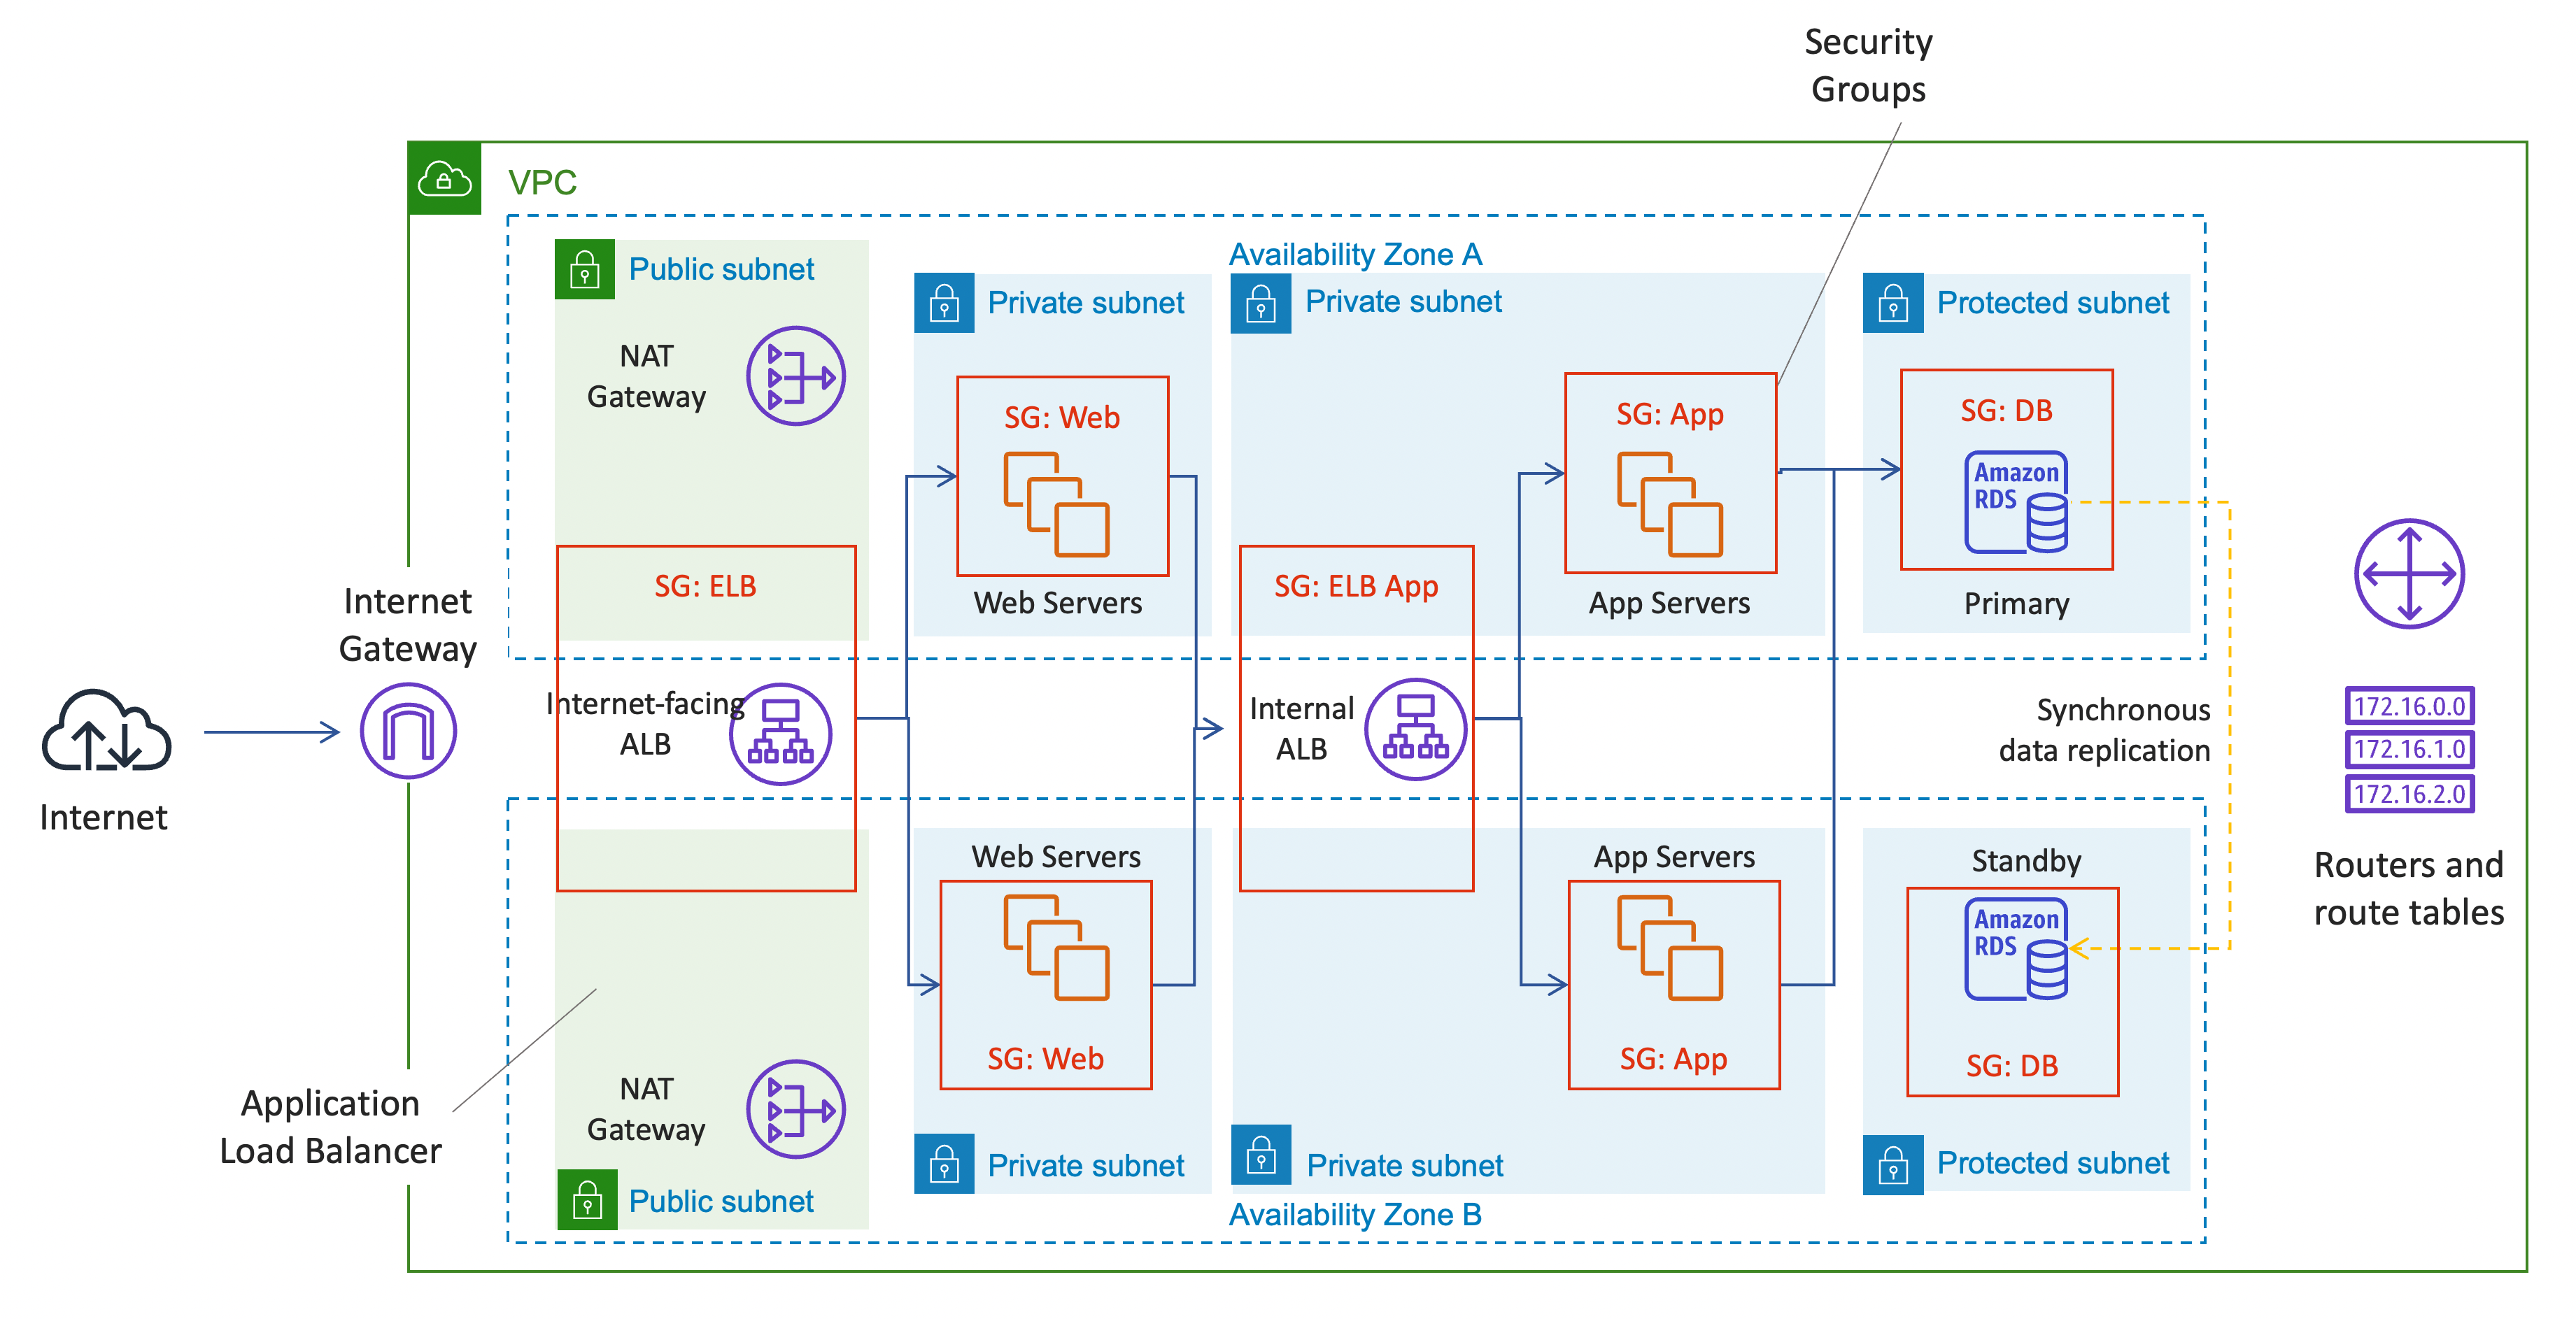 Security
Groups
VPC
Availability Zone A
Public subnet
Private subnet
Private subnet
Protected subnet
NAT
Gateway
SG: Web
SG: App
SG: DB
Amazon
RDS
SG: ELB
Web Servers
SG: ELB App
App Servers
Primary
Internet
Gateway
Internet-facing
ALB
Internal
ALB
Synchronous
data replication
172.16.0.0
172.16.1.0
172.16.2.0
Internet
Routers and
route tables
Web Servers
App Servers
Standby
Amazon
RDS
SG: Web
SG: App
SG: DB
NAT
Gateway
Application
Load Balancer
Public subnet
Private subnet
Private subnet
Protected subnet
Availability Zone B